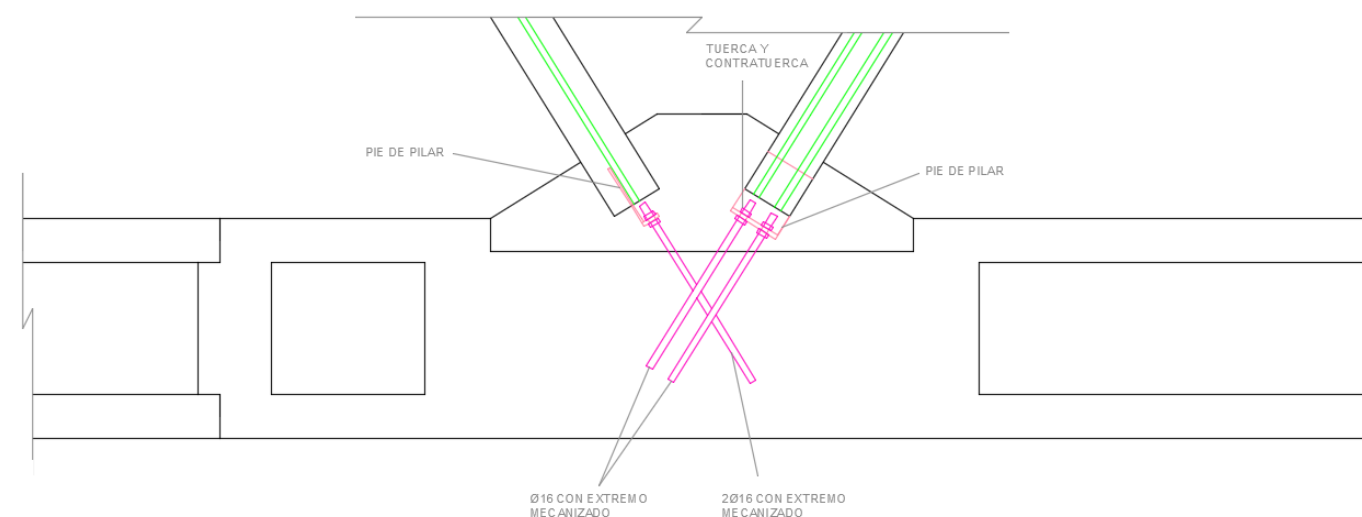 TUERCA Y
CONTRATUERCA
PIE DE PILAR
PIE DE PILAR
Ø16 CON EXTREMO
MECANIZADO
2Ø16 CON EXTREMO
MECANIZADO